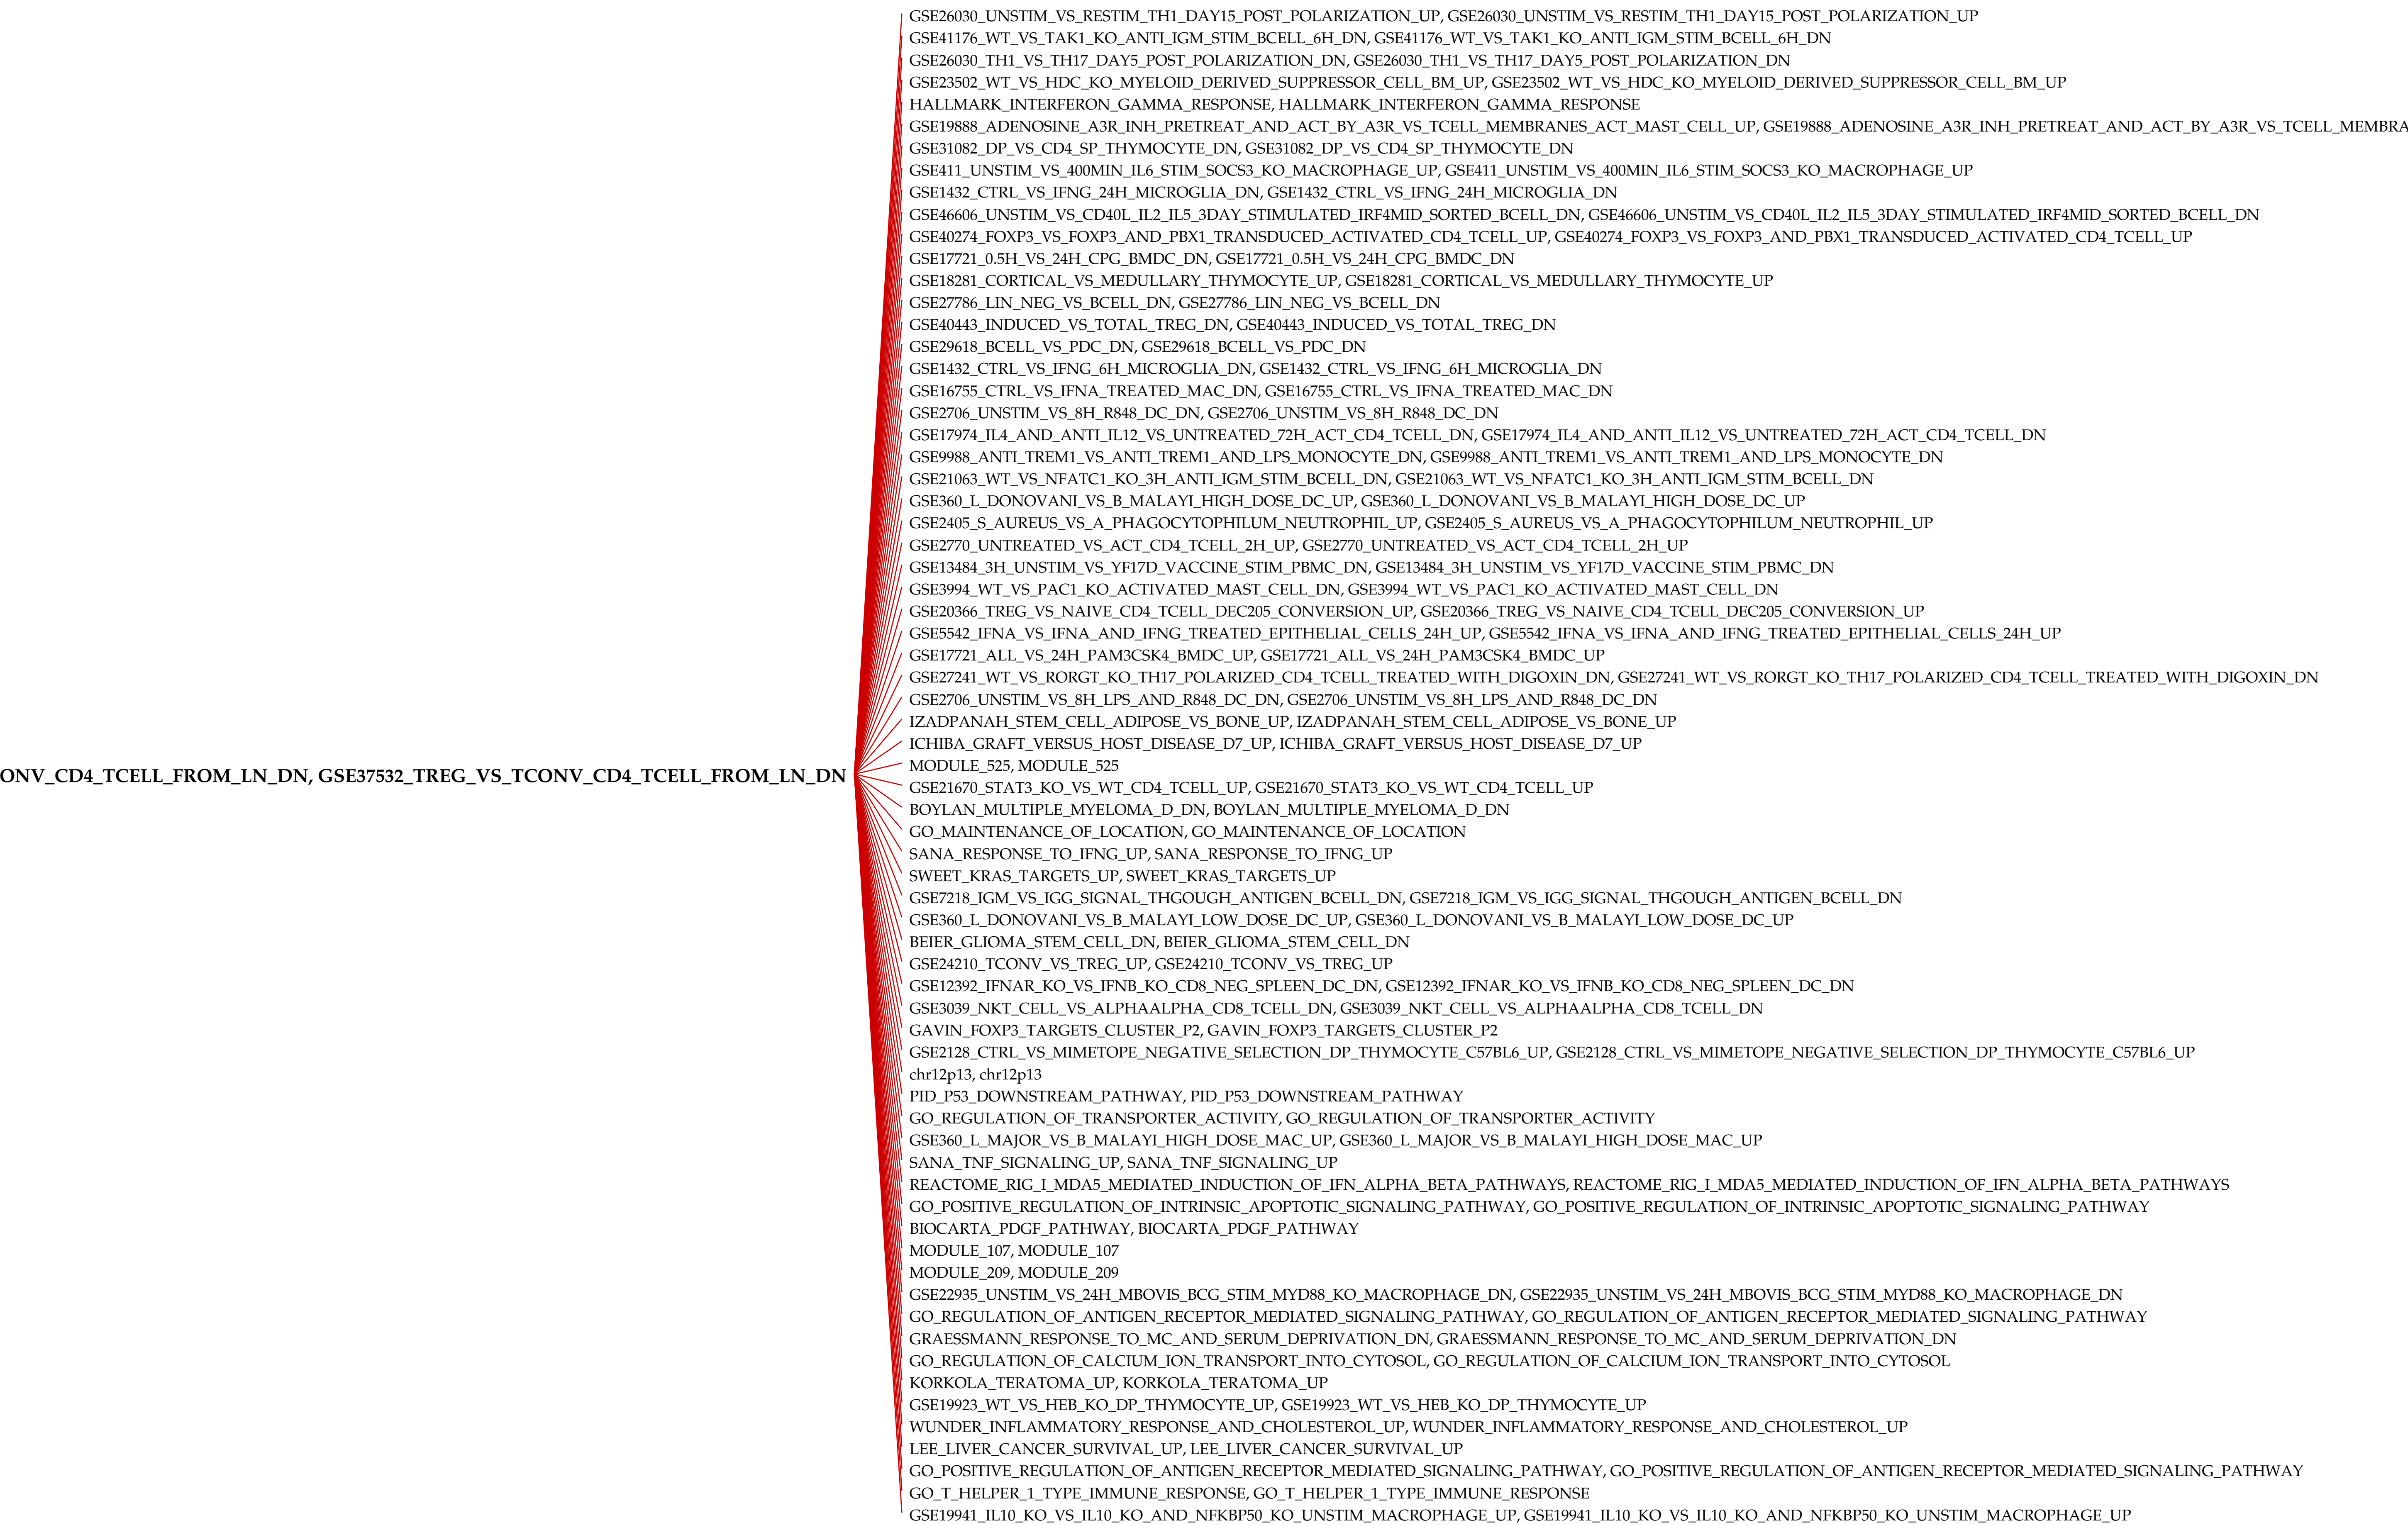 GSE26030_UNSTIM_VS_RESTIM_TH1_DAY15_POST_POLARIZATION_UP, GSE26030_UNSTIM_VS_RESTIM_TH1_DAY15_POST_POLARIZATION_UP
GSE41176_WT_VS_TAK1_KO_ANTI_IGM_STIM_BCELL_6H_DN, GSE41176_WT_VS_TAK1_KO_ANTI_IGM_STIM_BCELL_6H_DN
GSE26030_TH1_VS_TH17_DAY5_POST_POLARIZATION_DN, GSE26030_TH1_VS_TH17_DAY5_POST_POLARIZATION_DN
GSE23502_WT_VS_HDC_KO_MYELOID_DERIVED_SUPPRESSOR_CELL_BM_UP, GSE23502_WT_VS_HDC_KO_MYELOID_DERIVED_SUPPRESSOR_CELL_BM_UP
HALLMARK_INTERFERON_GAMMA_RESPONSE, HALLMARK_INTERFERON_GAMMA_RESPONSE
GSE19888_ADENOSINE_A3R_INH_PRETREAT_AND_ACT_BY_A3R_VS_TCELL_MEMBRANES_ACT_MAST_CELL_UP, GSE19888_ADENOSINE_A3R_INH_PRETREAT_AND_ACT_BY_A3R_VS_TCELL_MEMBRA
GSE31082_DP_VS_CD4_SP_THYMOCYTE_DN, GSE31082_DP_VS_CD4_SP_THYMOCYTE_DN
GSE411_UNSTIM_VS_400MIN_IL6_STIM_SOCS3_KO_MACROPHAGE_UP, GSE411_UNSTIM_VS_400MIN_IL6_STIM_SOCS3_KO_MACROPHAGE_UP
GSE1432_CTRL_VS_IFNG_24H_MICROGLIA_DN, GSE1432_CTRL_VS_IFNG_24H_MICROGLIA_DN
GSE46606_UNSTIM_VS_CD40L_IL2_IL5_3DAY_STIMULATED_IRF4MID_SORTED_BCELL_DN, GSE46606_UNSTIM_VS_CD40L_IL2_IL5_3DAY_STIMULATED_IRF4MID_SORTED_BCELL_DN
GSE40274_FOXP3_VS_FOXP3_AND_PBX1_TRANSDUCED_ACTIVATED_CD4_TCELL_UP, GSE40274_FOXP3_VS_FOXP3_AND_PBX1_TRANSDUCED_ACTIVATED_CD4_TCELL_UP
GSE17721_0.5H_VS_24H_CPG_BMDC_DN, GSE17721_0.5H_VS_24H_CPG_BMDC_DN
GSE18281_CORTICAL_VS_MEDULLARY_THYMOCYTE_UP, GSE18281_CORTICAL_VS_MEDULLARY_THYMOCYTE_UP
GSE27786_LIN_NEG_VS_BCELL_DN, GSE27786_LIN_NEG_VS_BCELL_DN
GSE40443_INDUCED_VS_TOTAL_TREG_DN, GSE40443_INDUCED_VS_TOTAL_TREG_DN
GSE29618_BCELL_VS_PDC_DN, GSE29618_BCELL_VS_PDC_DN
GSE1432_CTRL_VS_IFNG_6H_MICROGLIA_DN, GSE1432_CTRL_VS_IFNG_6H_MICROGLIA_DN
GSE16755_CTRL_VS_IFNA_TREATED_MAC_DN, GSE16755_CTRL_VS_IFNA_TREATED_MAC_DN
GSE2706_UNSTIM_VS_8H_R848_DC_DN, GSE2706_UNSTIM_VS_8H_R848_DC_DN
GSE17974_IL4_AND_ANTI_IL12_VS_UNTREATED_72H_ACT_CD4_TCELL_DN, GSE17974_IL4_AND_ANTI_IL12_VS_UNTREATED_72H_ACT_CD4_TCELL_DN
GSE9988_ANTI_TREM1_VS_ANTI_TREM1_AND_LPS_MONOCYTE_DN, GSE9988_ANTI_TREM1_VS_ANTI_TREM1_AND_LPS_MONOCYTE_DN
GSE21063_WT_VS_NFATC1_KO_3H_ANTI_IGM_STIM_BCELL_DN, GSE21063_WT_VS_NFATC1_KO_3H_ANTI_IGM_STIM_BCELL_DN
GSE360_L_DONOVANI_VS_B_MALAYI_HIGH_DOSE_DC_UP, GSE360_L_DONOVANI_VS_B_MALAYI_HIGH_DOSE_DC_UP
GSE2405_S_AUREUS_VS_A_PHAGOCYTOPHILUM_NEUTROPHIL_UP, GSE2405_S_AUREUS_VS_A_PHAGOCYTOPHILUM_NEUTROPHIL_UP
GSE2770_UNTREATED_VS_ACT_CD4_TCELL_2H_UP, GSE2770_UNTREATED_VS_ACT_CD4_TCELL_2H_UP
GSE13484_3H_UNSTIM_VS_YF17D_VACCINE_STIM_PBMC_DN, GSE13484_3H_UNSTIM_VS_YF17D_VACCINE_STIM_PBMC_DN
GSE3994_WT_VS_PAC1_KO_ACTIVATED_MAST_CELL_DN, GSE3994_WT_VS_PAC1_KO_ACTIVATED_MAST_CELL_DN
GSE20366_TREG_VS_NAIVE_CD4_TCELL_DEC205_CONVERSION_UP, GSE20366_TREG_VS_NAIVE_CD4_TCELL_DEC205_CONVERSION_UP
GSE5542_IFNA_VS_IFNA_AND_IFNG_TREATED_EPITHELIAL_CELLS_24H_UP, GSE5542_IFNA_VS_IFNA_AND_IFNG_TREATED_EPITHELIAL_CELLS_24H_UP
GSE17721_ALL_VS_24H_PAM3CSK4_BMDC_UP, GSE17721_ALL_VS_24H_PAM3CSK4_BMDC_UP
GSE27241_WT_VS_RORGT_KO_TH17_POLARIZED_CD4_TCELL_TREATED_WITH_DIGOXIN_DN, GSE27241_WT_VS_RORGT_KO_TH17_POLARIZED_CD4_TCELL_TREATED_WITH_DIGOXIN_DN
GSE2706_UNSTIM_VS_8H_LPS_AND_R848_DC_DN, GSE2706_UNSTIM_VS_8H_LPS_AND_R848_DC_DN
IZADPANAH_STEM_CELL_ADIPOSE_VS_BONE_UP, IZADPANAH_STEM_CELL_ADIPOSE_VS_BONE_UP
ICHIBA_GRAFT_VERSUS_HOST_DISEASE_D7_UP, ICHIBA_GRAFT_VERSUS_HOST_DISEASE_D7_UP
MODULE_525, MODULE_525
ONV_CD4_TCELL_FROM_LN_DN, GSE37532_TREG_VS_TCONV_CD4_TCELL_FROM_LN_DN
GSE21670_STAT3_KO_VS_WT_CD4_TCELL_UP, GSE21670_STAT3_KO_VS_WT_CD4_TCELL_UP
BOYLAN_MULTIPLE_MYELOMA_D_DN, BOYLAN_MULTIPLE_MYELOMA_D_DN
GO_MAINTENANCE_OF_LOCATION, GO_MAINTENANCE_OF_LOCATION
SANA_RESPONSE_TO_IFNG_UP, SANA_RESPONSE_TO_IFNG_UP
SWEET_KRAS_TARGETS_UP, SWEET_KRAS_TARGETS_UP
GSE7218_IGM_VS_IGG_SIGNAL_THGOUGH_ANTIGEN_BCELL_DN, GSE7218_IGM_VS_IGG_SIGNAL_THGOUGH_ANTIGEN_BCELL_DN
GSE360_L_DONOVANI_VS_B_MALAYI_LOW_DOSE_DC_UP, GSE360_L_DONOVANI_VS_B_MALAYI_LOW_DOSE_DC_UP
BEIER_GLIOMA_STEM_CELL_DN, BEIER_GLIOMA_STEM_CELL_DN
GSE24210_TCONV_VS_TREG_UP, GSE24210_TCONV_VS_TREG_UP
GSE12392_IFNAR_KO_VS_IFNB_KO_CD8_NEG_SPLEEN_DC_DN, GSE12392_IFNAR_KO_VS_IFNB_KO_CD8_NEG_SPLEEN_DC_DN
GSE3039_NKT_CELL_VS_ALPHAALPHA_CD8_TCELL_DN, GSE3039_NKT_CELL_VS_ALPHAALPHA_CD8_TCELL_DN
GAVIN_FOXP3_TARGETS_CLUSTER_P2, GAVIN_FOXP3_TARGETS_CLUSTER_P2
GSE2128_CTRL_VS_MIMETOPE_NEGATIVE_SELECTION_DP_THYMOCYTE_C57BL6_UP, GSE2128_CTRL_VS_MIMETOPE_NEGATIVE_SELECTION_DP_THYMOCYTE_C57BL6_UP
chr12p13, chr12p13
PID_P53_DOWNSTREAM_PATHWAY, PID_P53_DOWNSTREAM_PATHWAY
GO_REGULATION_OF_TRANSPORTER_ACTIVITY, GO_REGULATION_OF_TRANSPORTER_ACTIVITY
GSE360_L_MAJOR_VS_B_MALAYI_HIGH_DOSE_MAC_UP, GSE360_L_MAJOR_VS_B_MALAYI_HIGH_DOSE_MAC_UP
SANA_TNF_SIGNALING_UP, SANA_TNF_SIGNALING_UP
REACTOME_RIG_I_MDA5_MEDIATED_INDUCTION_OF_IFN_ALPHA_BETA_PATHWAYS, REACTOME_RIG_I_MDA5_MEDIATED_INDUCTION_OF_IFN_ALPHA_BETA_PATHWAYS
GO_POSITIVE_REGULATION_OF_INTRINSIC_APOPTOTIC_SIGNALING_PATHWAY, GO_POSITIVE_REGULATION_OF_INTRINSIC_APOPTOTIC_SIGNALING_PATHWAY
BIOCARTA_PDGF_PATHWAY, BIOCARTA_PDGF_PATHWAY
MODULE_107, MODULE_107
MODULE_209, MODULE_209
GSE22935_UNSTIM_VS_24H_MBOVIS_BCG_STIM_MYD88_KO_MACROPHAGE_DN, GSE22935_UNSTIM_VS_24H_MBOVIS_BCG_STIM_MYD88_KO_MACROPHAGE_DN
GO_REGULATION_OF_ANTIGEN_RECEPTOR_MEDIATED_SIGNALING_PATHWAY, GO_REGULATION_OF_ANTIGEN_RECEPTOR_MEDIATED_SIGNALING_PATHWAY
GRAESSMANN_RESPONSE_TO_MC_AND_SERUM_DEPRIVATION_DN, GRAESSMANN_RESPONSE_TO_MC_AND_SERUM_DEPRIVATION_DN
GO_REGULATION_OF_CALCIUM_ION_TRANSPORT_INTO_CYTOSOL, GO_REGULATION_OF_CALCIUM_ION_TRANSPORT_INTO_CYTOSOL
KORKOLA_TERATOMA_UP, KORKOLA_TERATOMA_UP
GSE19923_WT_VS_HEB_KO_DP_THYMOCYTE_UP, GSE19923_WT_VS_HEB_KO_DP_THYMOCYTE_UP
WUNDER_INFLAMMATORY_RESPONSE_AND_CHOLESTEROL_UP, WUNDER_INFLAMMATORY_RESPONSE_AND_CHOLESTEROL_UP
LEE_LIVER_CANCER_SURVIVAL_UP, LEE_LIVER_CANCER_SURVIVAL_UP
GO_POSITIVE_REGULATION_OF_ANTIGEN_RECEPTOR_MEDIATED_SIGNALING_PATHWAY, GO_POSITIVE_REGULATION_OF_ANTIGEN_RECEPTOR_MEDIATED_SIGNALING_PATHWAY
GO_T_HELPER_1_TYPE_IMMUNE_RESPONSE, GO_T_HELPER_1_TYPE_IMMUNE_RESPONSE
GSE19941_IL10_KO_VS_IL10_KO_AND_NFKBP50_KO_UNSTIM_MACROPHAGE_UP, GSE19941_IL10_KO_VS_IL10_KO_AND_NFKBP50_KO_UNSTIM_MACROPHAGE_UP